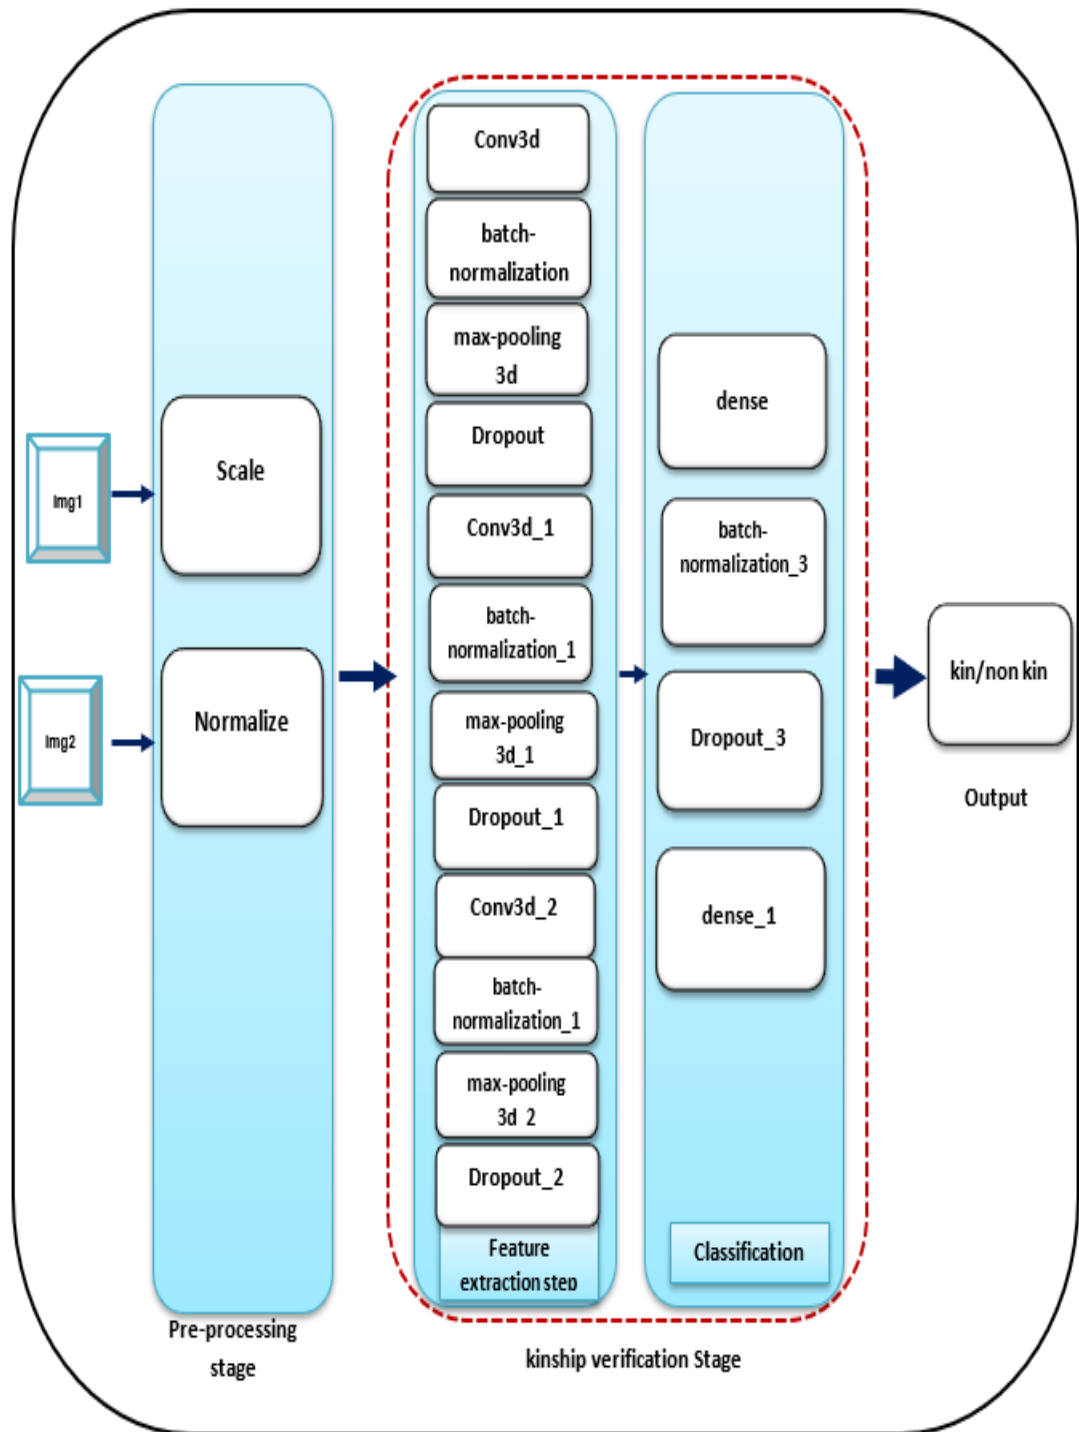 Img1
Img2
Scale
Normalize
Pre-processing
stage
Conv3d
batch-
normalization
max-pooling
3d
Dropout
Conv3d_1
batch-
normalization_1
max-pooling
3d_1
Dropout_1
Conv3d_2
batch-
normalization_1
max-pooling
3d_2
Dropout_2
Feature
extraction step
dense
batch-
normalization_3
Dropout_3
dense_1
Classification
kinship verification Stage
kin/non kin
Output